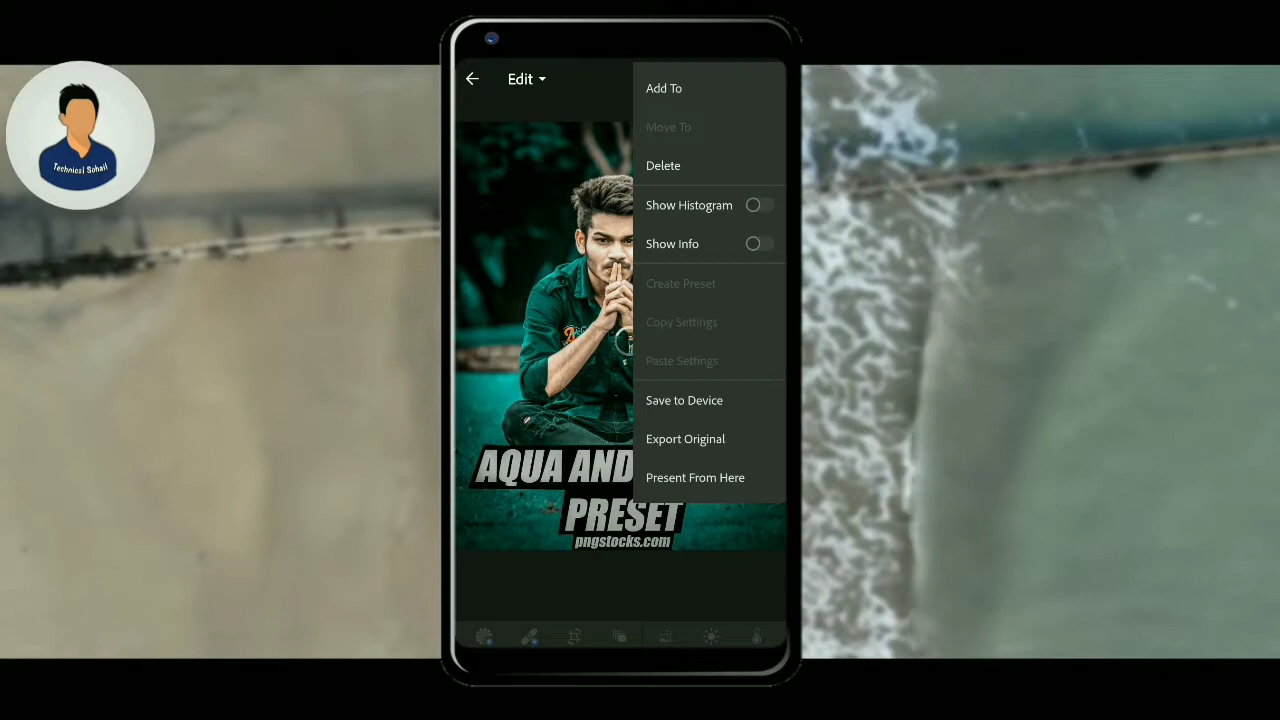 Technical Sohail
Edit
Add To
Move To
Delete
Show Histogram
Show Info
Create Preset
Copy Settings
Paste Settings
Save to Device
Export Original
Present From Here
AQUA AND
PRESET
pngstocks.com